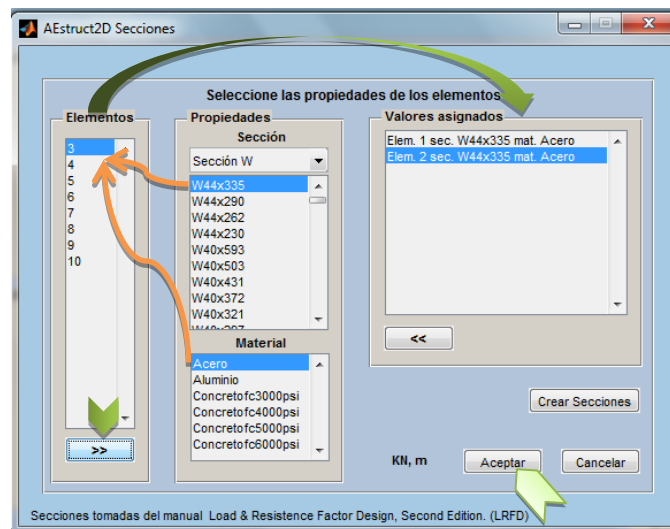 AEstruct2D Secciones
Seleccione las propiedades de los elementos
Elementos
3
4
5
6
7
8
9
10
>>
Propiedades
Sección
Sección W
W44x335
W44x290
W44x262
W44x230
W40x593
W40x503
W40x431
W40x372
W40x321
W40x297
Material
Acero
Aluminio
Concretofc3000psi
Concretofc4000psi
Concretofc5000psi
Concretofc6000psi
Valores asignados
Elem. 1 sec. W44x335 mat. Acero
Elem. 2 sec. W44x335 mat. Acero
<<
Crear Secciones
KN, m
Aceptar
Cancelar
Secciones tomadas del manual Load & Resistence Factor Design, Second Edition. (LRFD)